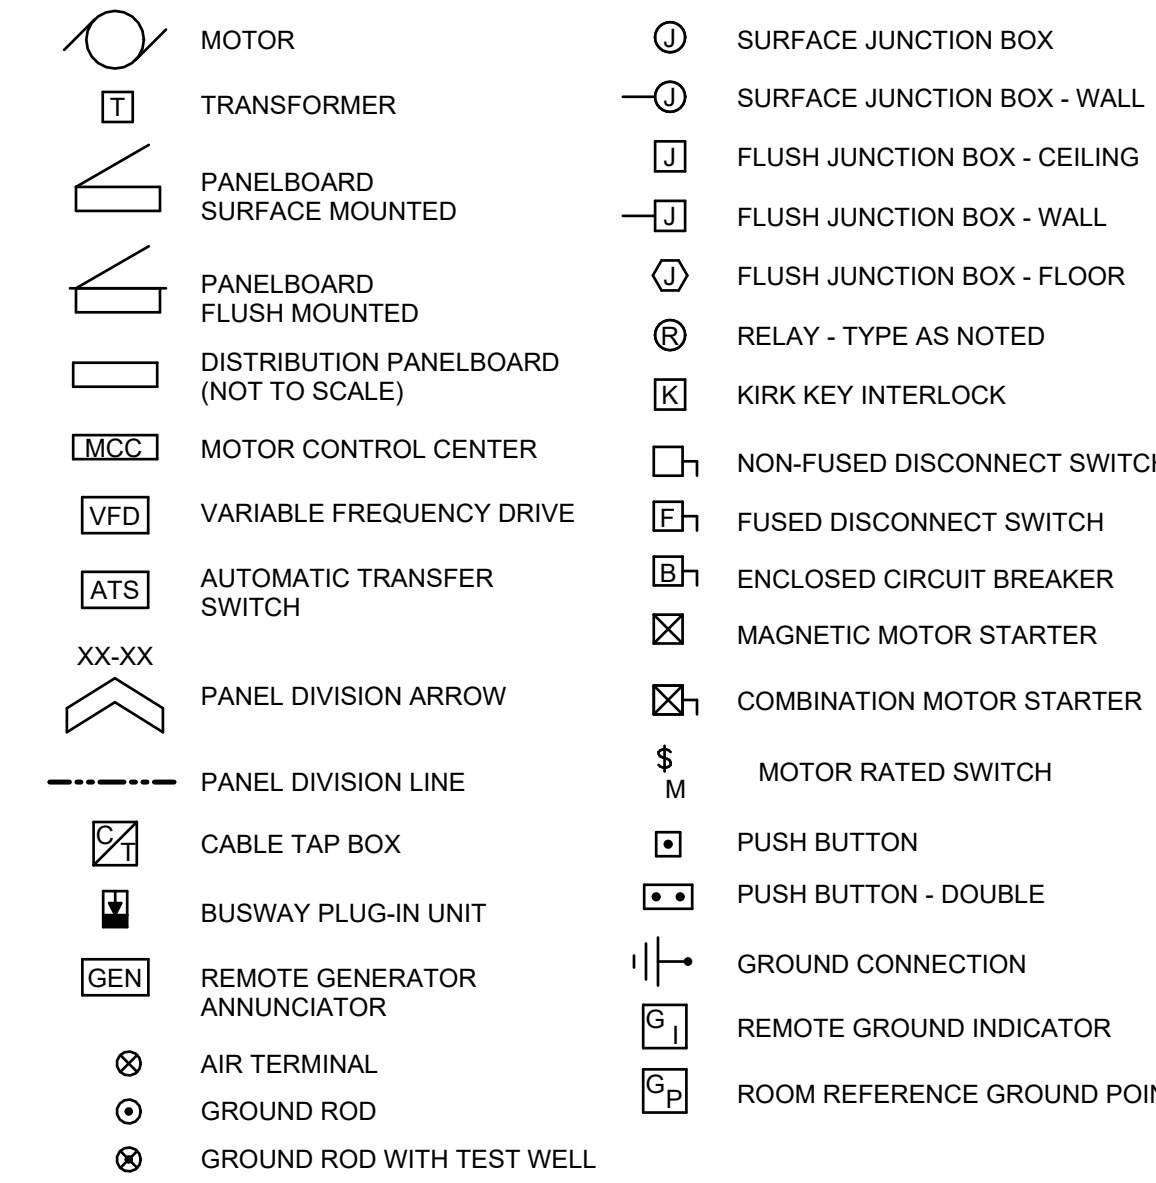 MOTOR
T
TRANSFORMER
PANELBOARD
SURFACE MOUNTED
PANELBOARD
FLUSH MOUNTED
DISTRIBUTION PANELBOARD
(NOT TO SCALE)
MCC
MOTOR CONTROL CENTER
VFD
VARIABLE FREQUENCY DRIVE
ATS
AUTOMATIC TRANSFER
SWITCH
XX-XX
PANEL DIVISION ARROW
PANEL DIVISION LINE
C/T
CABLE TAP BOX
BUSWAY PLUG-IN UNIT
GEN
REMOTE GENERATOR
ANNUNCIATOR
AIR TERMINAL
GROUND ROD
GROUND ROD WITH TEST WELL
J
SURFACE JUNCTION BOX
J
SURFACE JUNCTION BOX - WALL
J
FLUSH JUNCTION BOX - CEILING
J
FLUSH JUNCTION BOX - WALL
J
FLUSH JUNCTION BOX - FLOOR
R
RELAY - TYPE AS NOTED
K
KIRK KEY INTERLOCK
NON-FUSED DISCONNECT SWITCH
F
FUSED DISCONNECT SWITCH
B
ENCLOSED CIRCUIT BREAKER
MAGNETIC MOTOR STARTER
COMBINATION MOTOR STARTER
$
M
MOTOR RATED SWITCH
PUSH BUTTON
PUSH BUTTON - DOUBLE
GROUND CONNECTION
G I
REMOTE GROUND INDICATOR
G P
ROOM REFERENCE GROUND